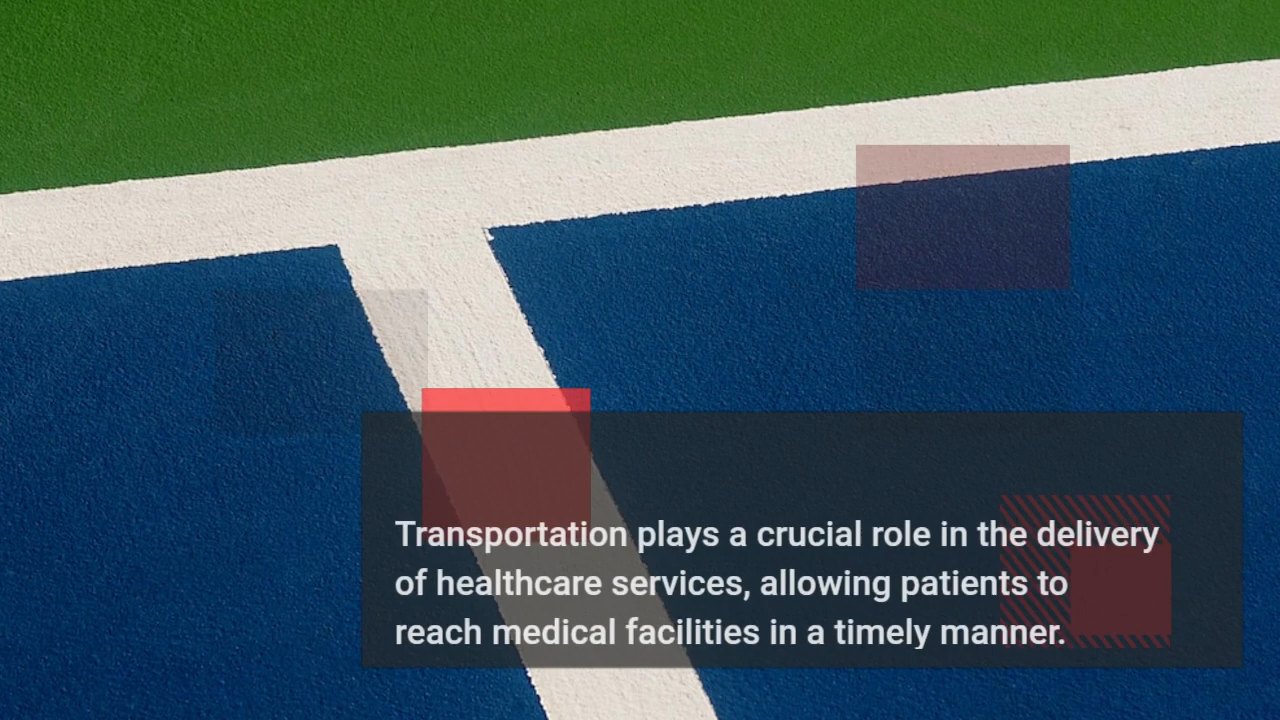 Transportation plays a crucial role in the delivery
of healthcare services, allowing patients to
reach medical facilities in a timely manner.